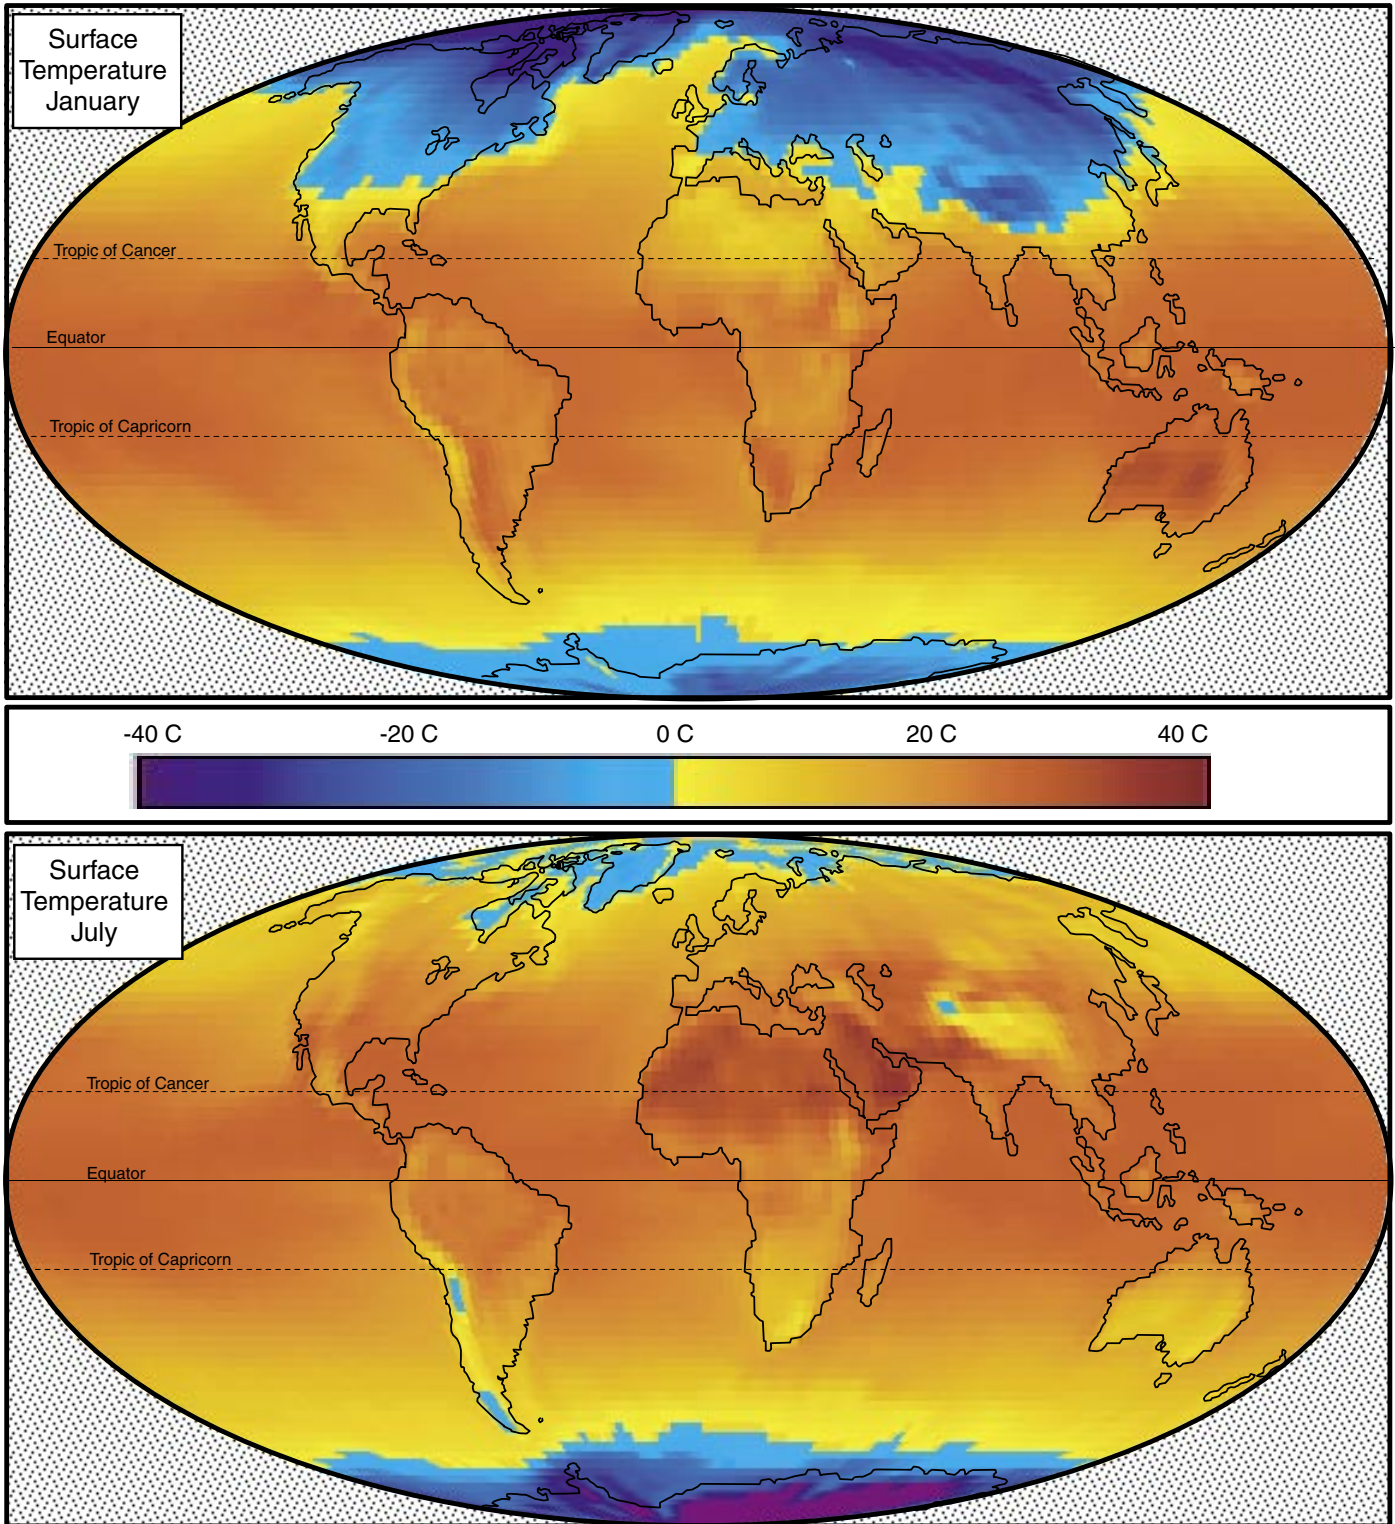 Surface
Temperature
January
Tropic of Cancer
Equator
Tropic of Capricorn
-40 C -20 C 0 C 20 C 40 C
Surface
Temperature
July
Tropic of Cancer
Equator
Tropic of Capricorn